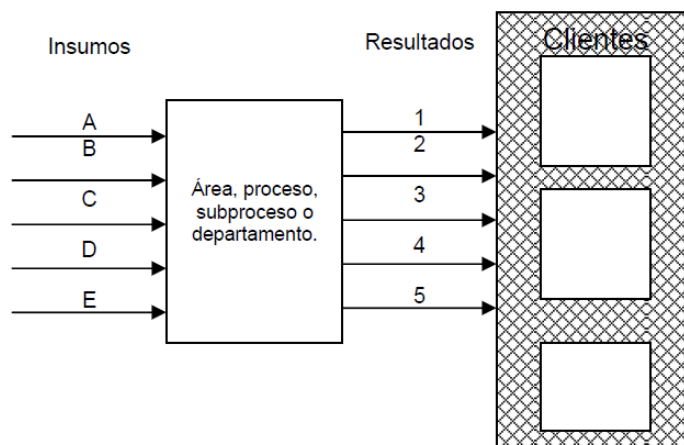 Insumos
Resultados
Clientes
A
B
C
D
E
Área, proceso,
subproceso o
departamento.
1
2
3
4
5